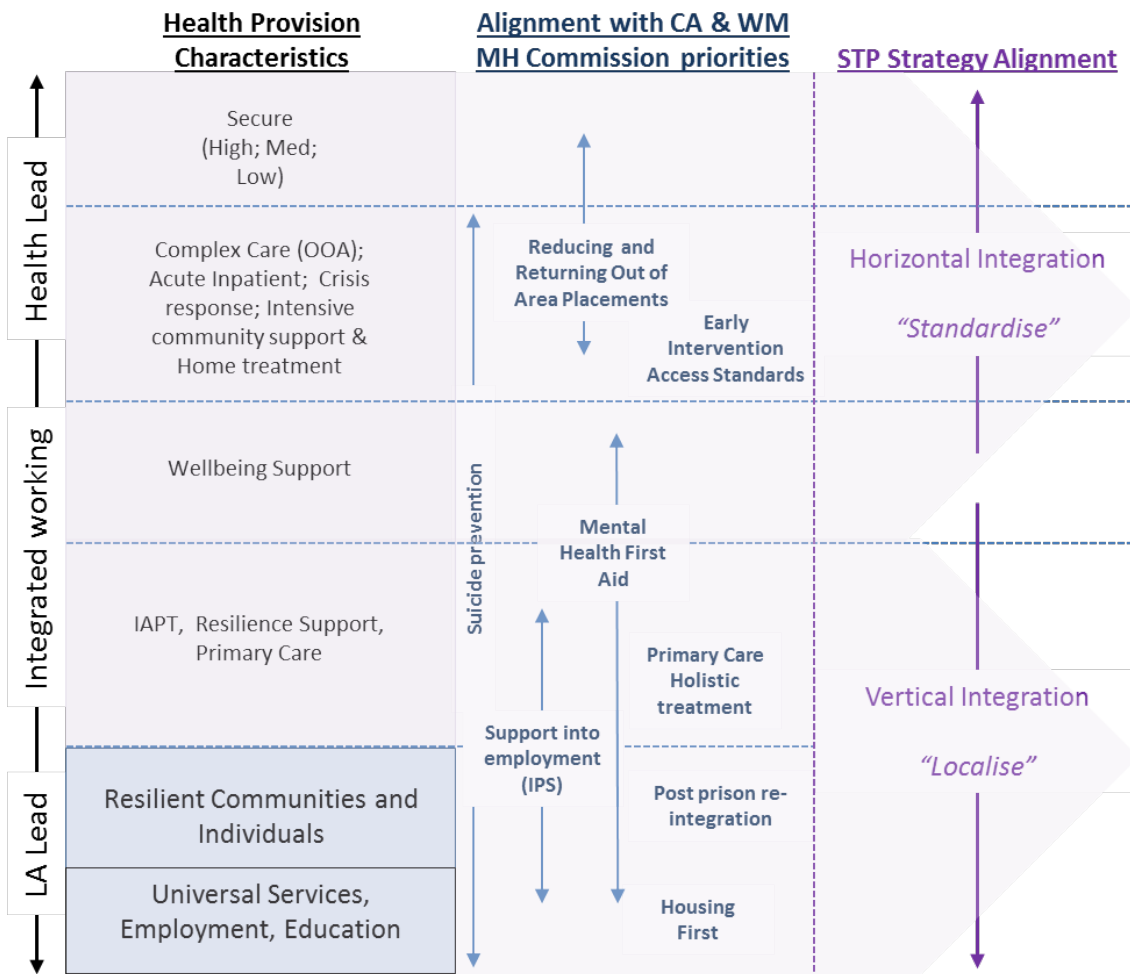 Health Provision
Characteristics
Alignment with CA & WM
MH Commission priorities
STP Strategy Alignment
Health Lead
Integrated working
LA Lead
Secure
(High; Med;
Low)
Complex Care (OOA);
Acute Inpatient; Crisis
response; Intensive
community support &
Home treatment
Wellbeing Support
IAPT, Resilience Support,
Primary Care
Resilient Communities and
Individuals
Universal Services,
Employment, Education
Suicide prevention
Reducing and
Returning Out of
Area Placements
Early
Intervention
Access Standards
Mental
Health First
Aid
Primary Care
Holistic
treatment
Support into
employment
(IPS)
Post prison re-
integration
Housing
First
Horizontal Integration
“Standardise”
Vertical Integration
“Localise”